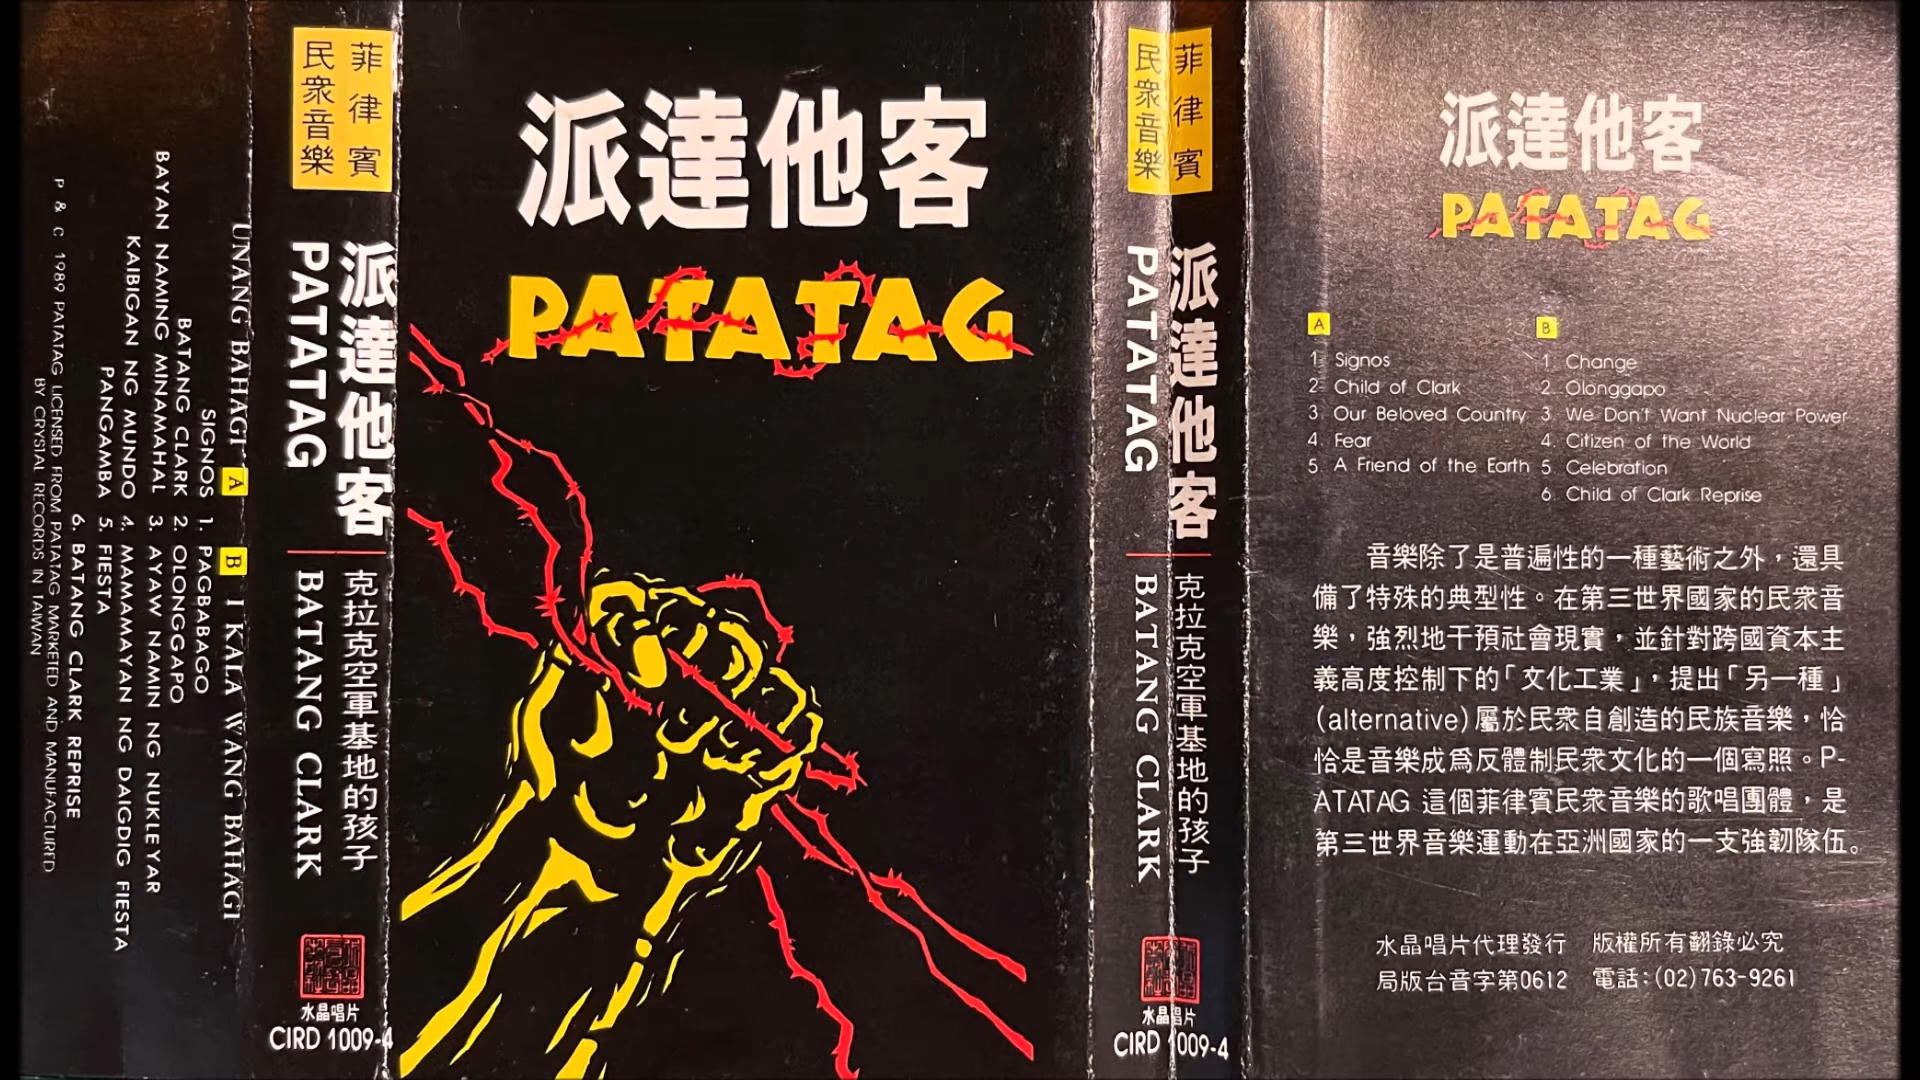 P & C 1989 PATATAG LICENSED FROM PATATAG MARKETED AND MANUFACTURED
BY CRYSTAL RECORDS IN TAIWAN
UNANG BAHAGI A
SIGNOS
BATANG CLARK
BAYAN NAMING MINAMAHAL
KAIBIGAN NG MUNDO
PANGAMBA
B I KALA WANG BAHAGI
1. PAGBABAGO
2. OLONGGAPO
3. AYAW NAMIN NG NUKLEYAR
4. MAMAMAYAN NG DAIGDIG FIESTA
5. FIESTA
6. BATANG CLARK REPRISE
菲律賓
民衆音樂
派達他客
PATATAG
克拉克空軍基地的孩子
BATANG CLARK
水晶唱片
CIRD 1009-4
派達他客
PATATAG
菲律賓
民衆音樂
派達他客
PATATAG
克拉克空軍基地的孩子
BATANG CLARK
水晶唱片
CIRD 1009-4
派達他客
PATATAG
A
1 Signos
2 Child of Clark
3 Our Beloved Country
4 Fear
5 A Friend of the Earth
B
1 Change
2. Olonggapo
3. We Don't Want Nuclear Power
4. Citizen of the World
5 Celebration
6. Child of Clark Reprise
音樂除了是普遍性的一種藝術之外，還具
備了特殊的典型性。在第三世界國家的民衆音
樂，強烈地干預社會現實，並針對跨國資本主
義高度控制下的「文化工業」，提出「另一種」
(alternative)屬於民衆自創造的民族音樂，恰
恰是音樂成爲反體制民衆文化的一個寫照。P-
ATATAG 這個菲律賓民衆音樂的歌唱團體，是
第三世界音樂運動在亞洲國家的一支強韌隊伍。
水晶唱片代理發行 版權所有翻錄必究
局版台音字第0612 電話:(02)763-9261